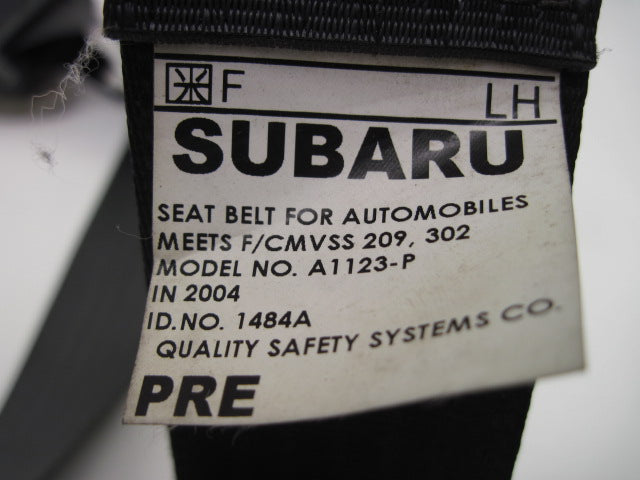 F
LH
SUBARU
SEAT BELT FOR AUTOMOBILES
MEETS F/CMVSS 209, 302
MODEL NO. A1123-P
IN 2004
ID.NO. 1484A
QUALITY SAFETY SYSTEMS CO.
PRE